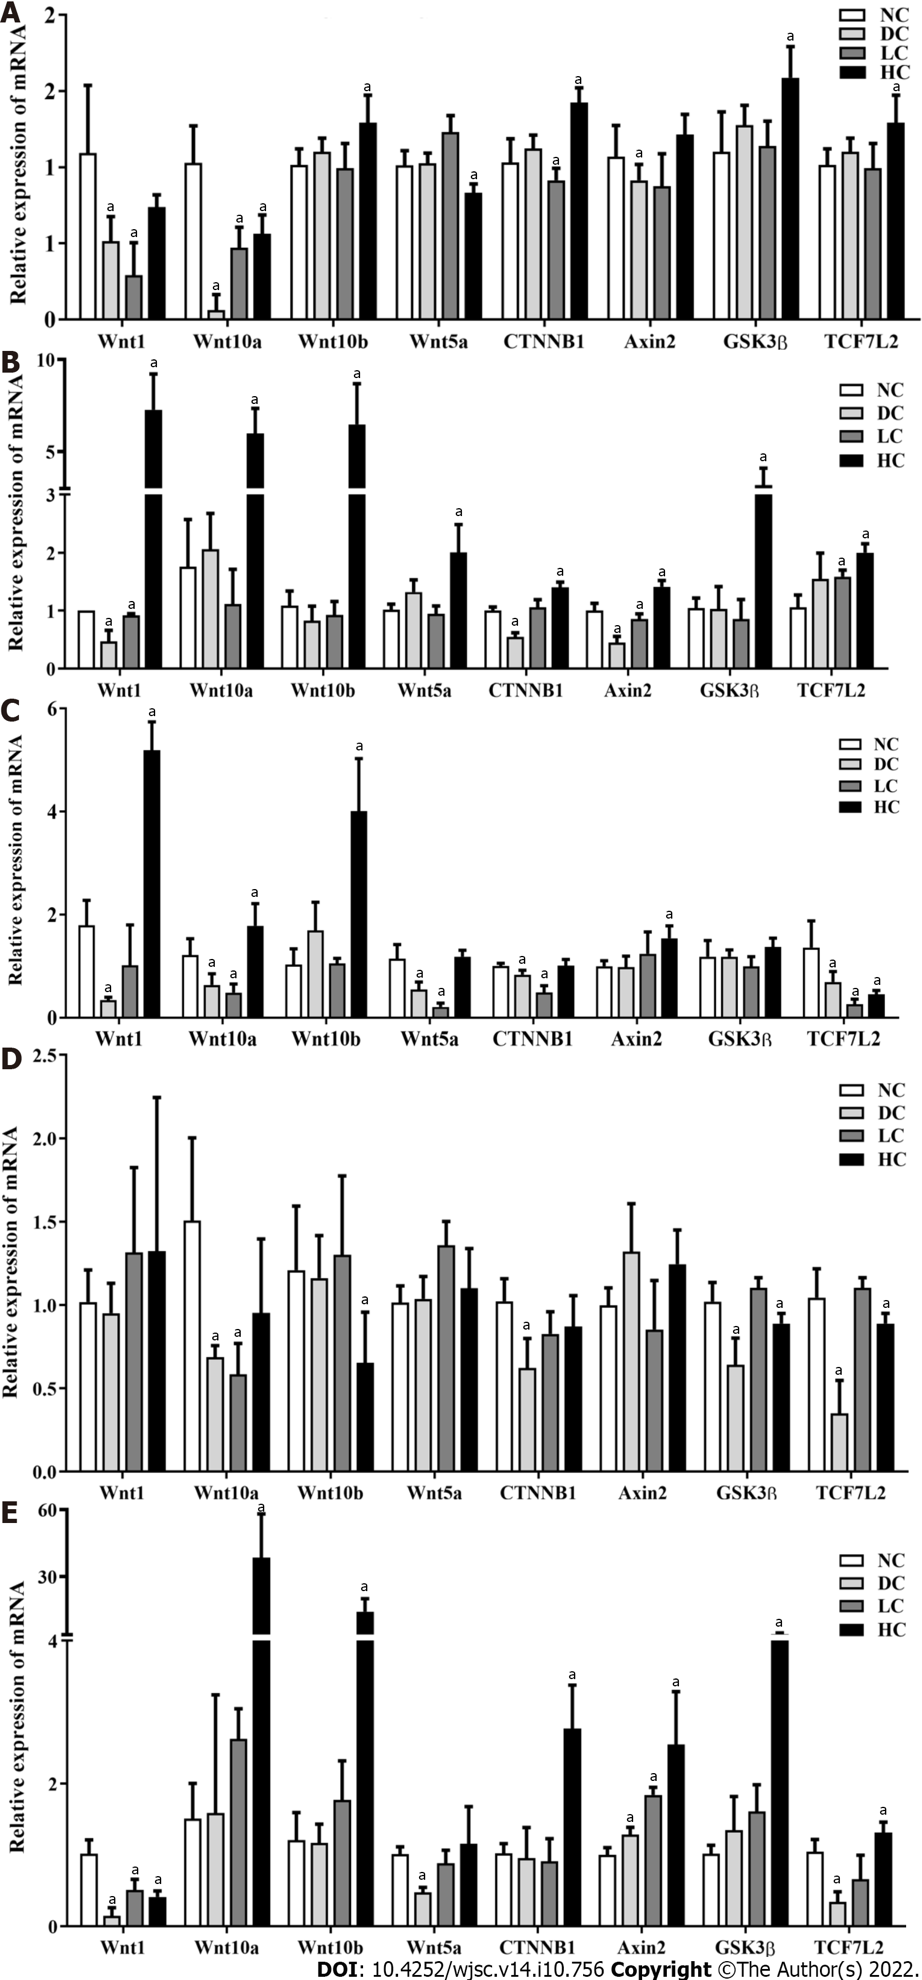 A
Relative expression of mRNA
2
2
1
1
0
NC
DC
LC
HC
a a a a a a a a a a a a a
Wnt1 Wnt10a Wnt10b Wnt5a CTNNB1 Axin2 GSK3β TCF7L2
B
Relative expression of mRNA
10
5
3
2
1
0
NC
DC
LC
HC
a a a a a a a a a a a a a a
Wnt1 Wnt10a Wnt10b Wnt5a CTNNB1 Axin2 GSK3β TCF7L2
C
Relative expression of mRNA
6
4
2
0
NC
DC
LC
HC
a a a a a a a a a a a a a a
Wnt1 Wnt10a Wnt10b Wnt5a CTNNB1 Axin2 GSK3β TCF7L2
D
Relative expression of mRNA
2.5
2.0
1.5
1.0
0.5
0.0
NC
DC
LC
HC
a a a a a a a a
Wnt1 Wnt10a Wnt10b Wnt5a CTNNB1 Axin2 GSK3β TCF7L2
E
Relative expression of mRNA
60
30
4
2
0
NC
DC
LC
HC
a a a a a a a a a a a a a
Wnt1 Wnt10a Wnt10b Wnt5a CTNNB1 Axin2 GSK3β TCF7L2
DOI: 10.4252/wjsc.v14.i10.756 Copyright ©The Author(s) 2022.